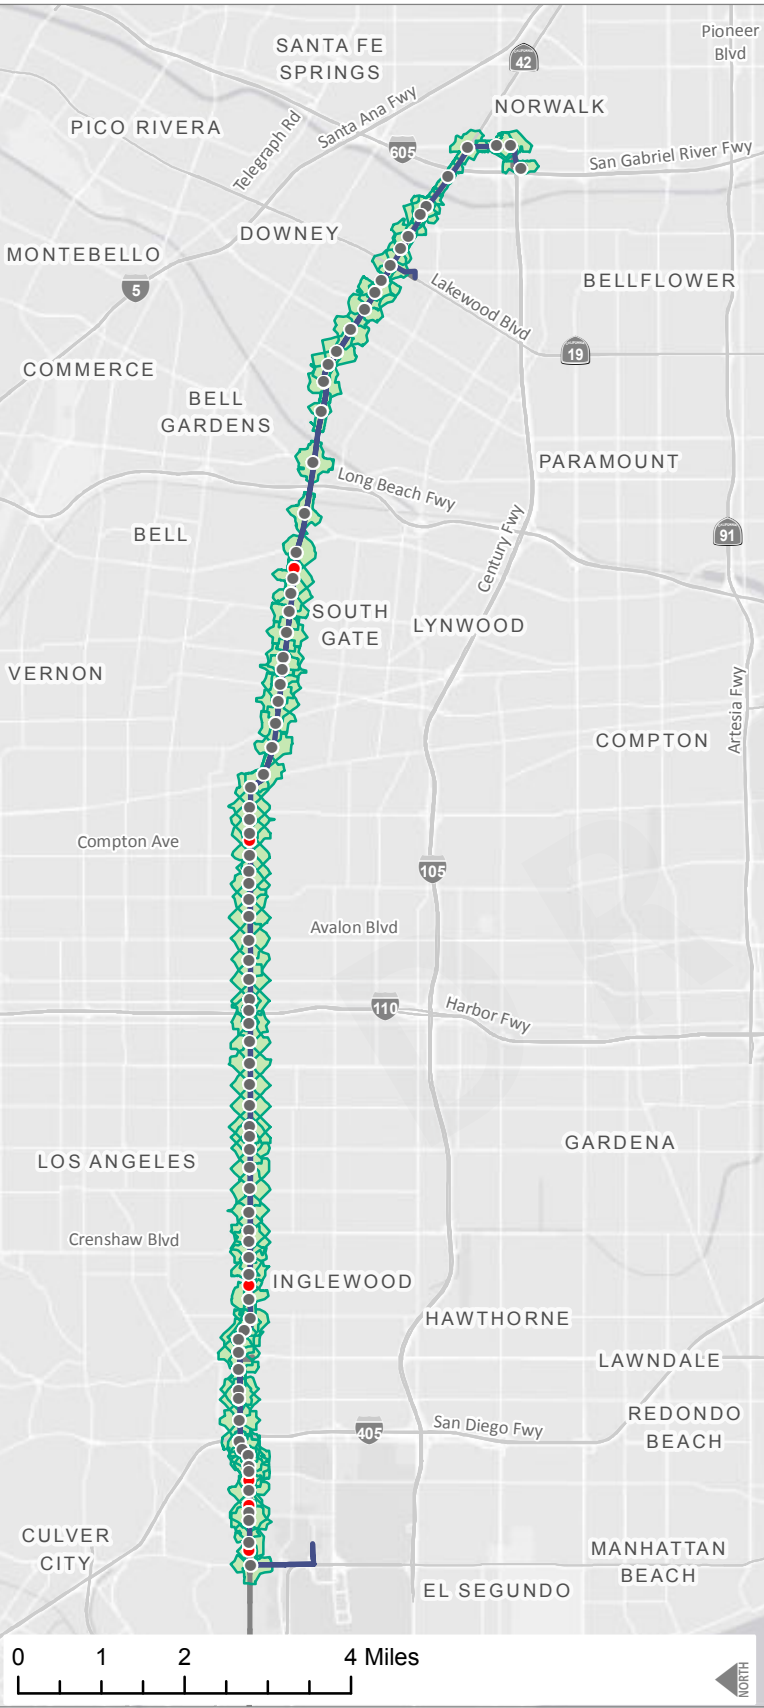 Pioneer
Blvd
SANTA FE
SPRINGS
42
NORWALK
PICO RIVERA
Santa Ana Fwy
Telegraph Rd
605
San Gabriel River Fwy
DOWNEY
MONTEBELLO
5
BELLFLOWER
Lakewood Blvd
19
COMMERCE
BELL
GARDENS
PARAMOUNT
Long Beach Fwy
Century Fwy
BELL
91
SOUTH
GATE
LYNWOOD
VERNON
Artesia Fwy
COMPTON
Compton Ave
105
Avalon Blvd
110
Harbor Fwy
GARDENA
LOS ANGELES
Crenshaw Blvd
INGLEWOOD
HAWTHORNE
LAWNDALE
REDONDO
BEACH
405
San Diego Fwy
CULVER
CITY
MANHATTAN
BEACH
EL SEGUNDO
0 1 2 4 Miles
NORTH